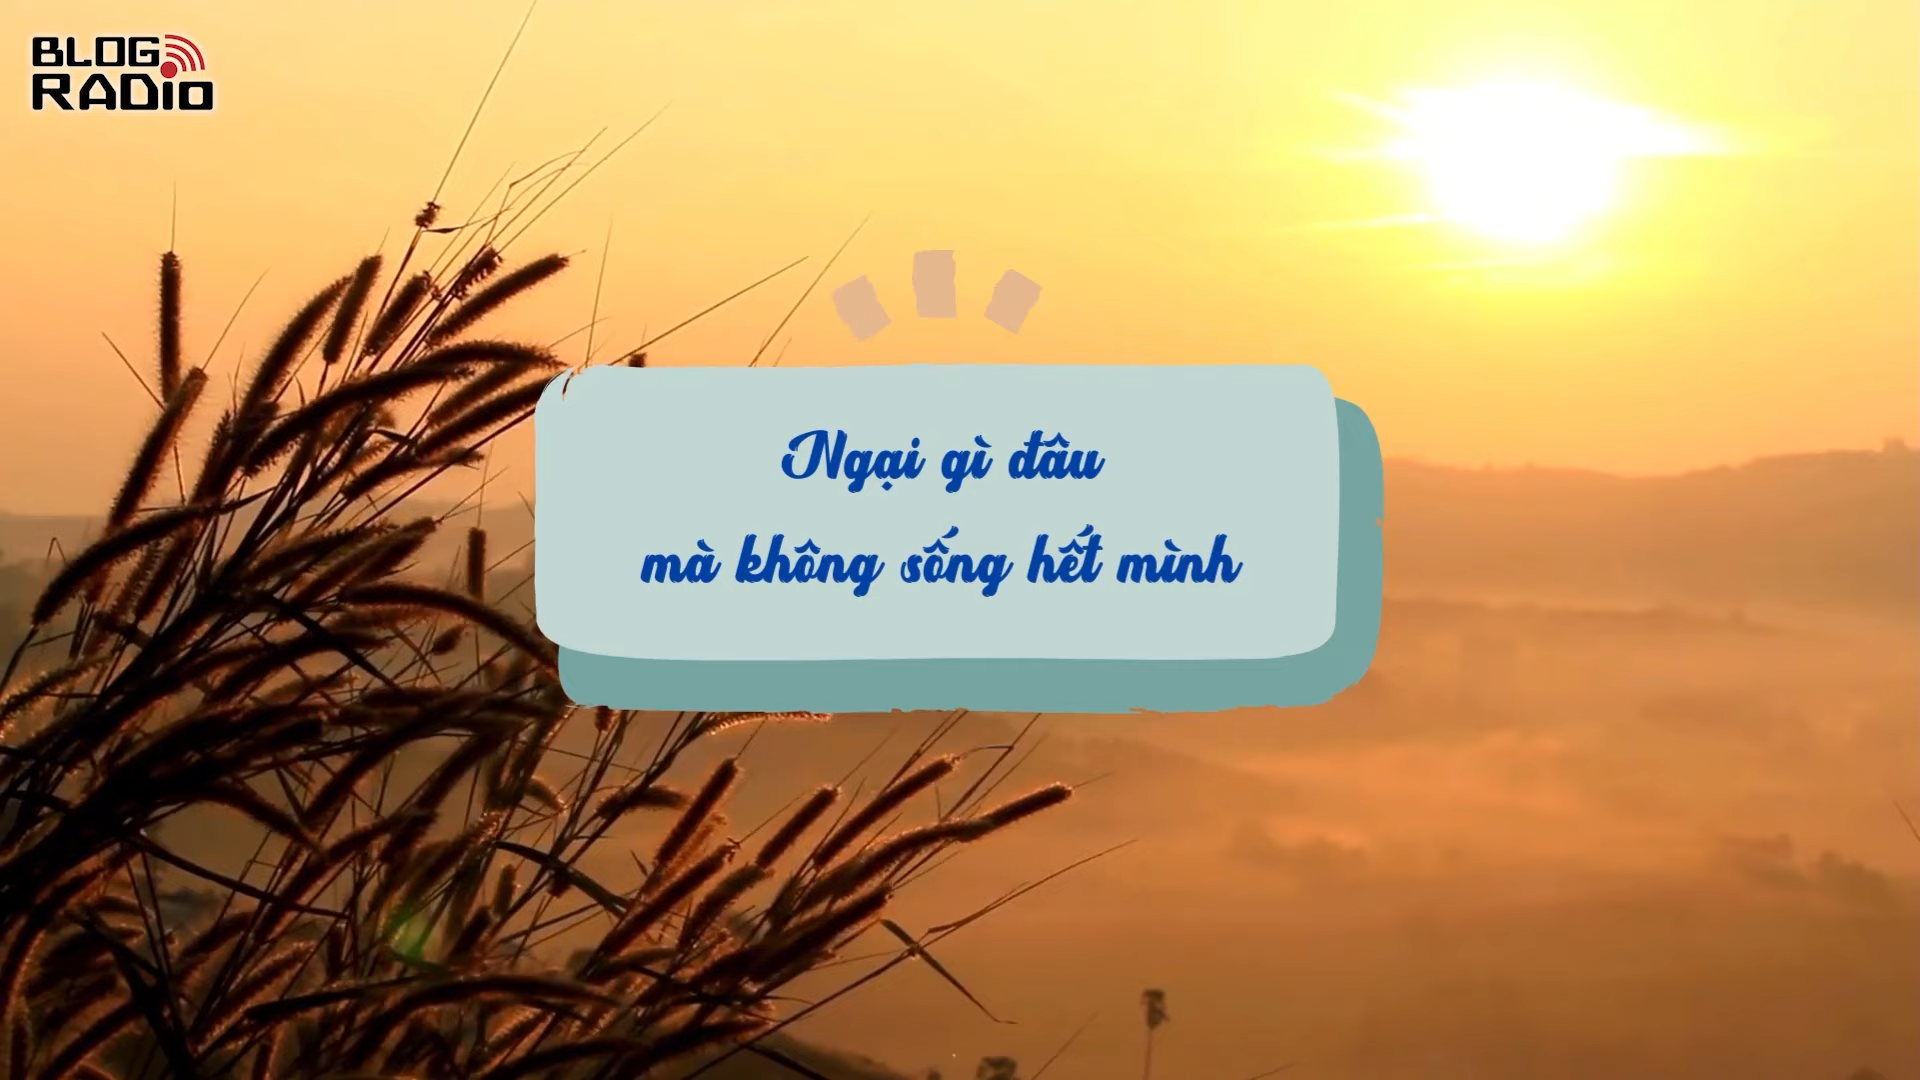 BLOG
RADIO
Ngại gì đâu
mà không sống hết mình